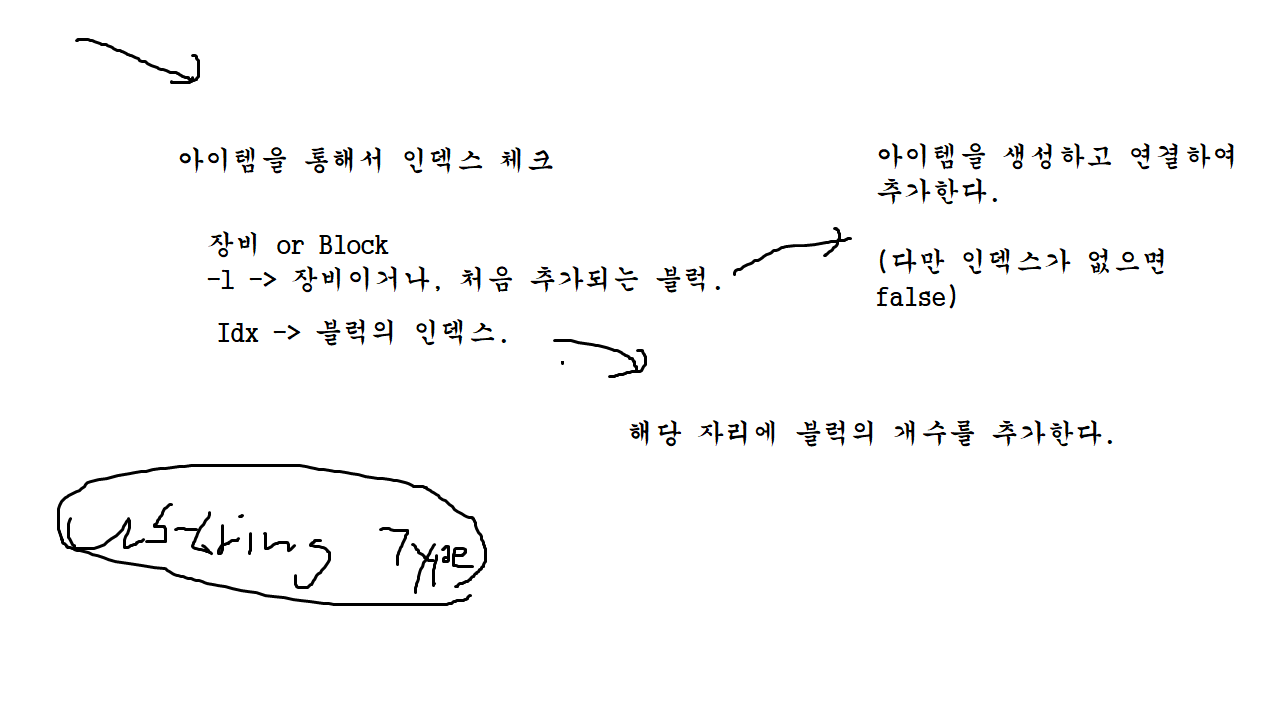 아이템을 통해서 인덱스 체크
장비 or Block
-1 -> 장비이거나, 처음 추가되는 블럭.
Idx -> 블럭의 인덱스.
아이템을 생성하고 연결하여
추가한다.
(다만 인덱스가 없으면
false)
해당 자리에 블럭의 개수를 추가한다.
wstring Type